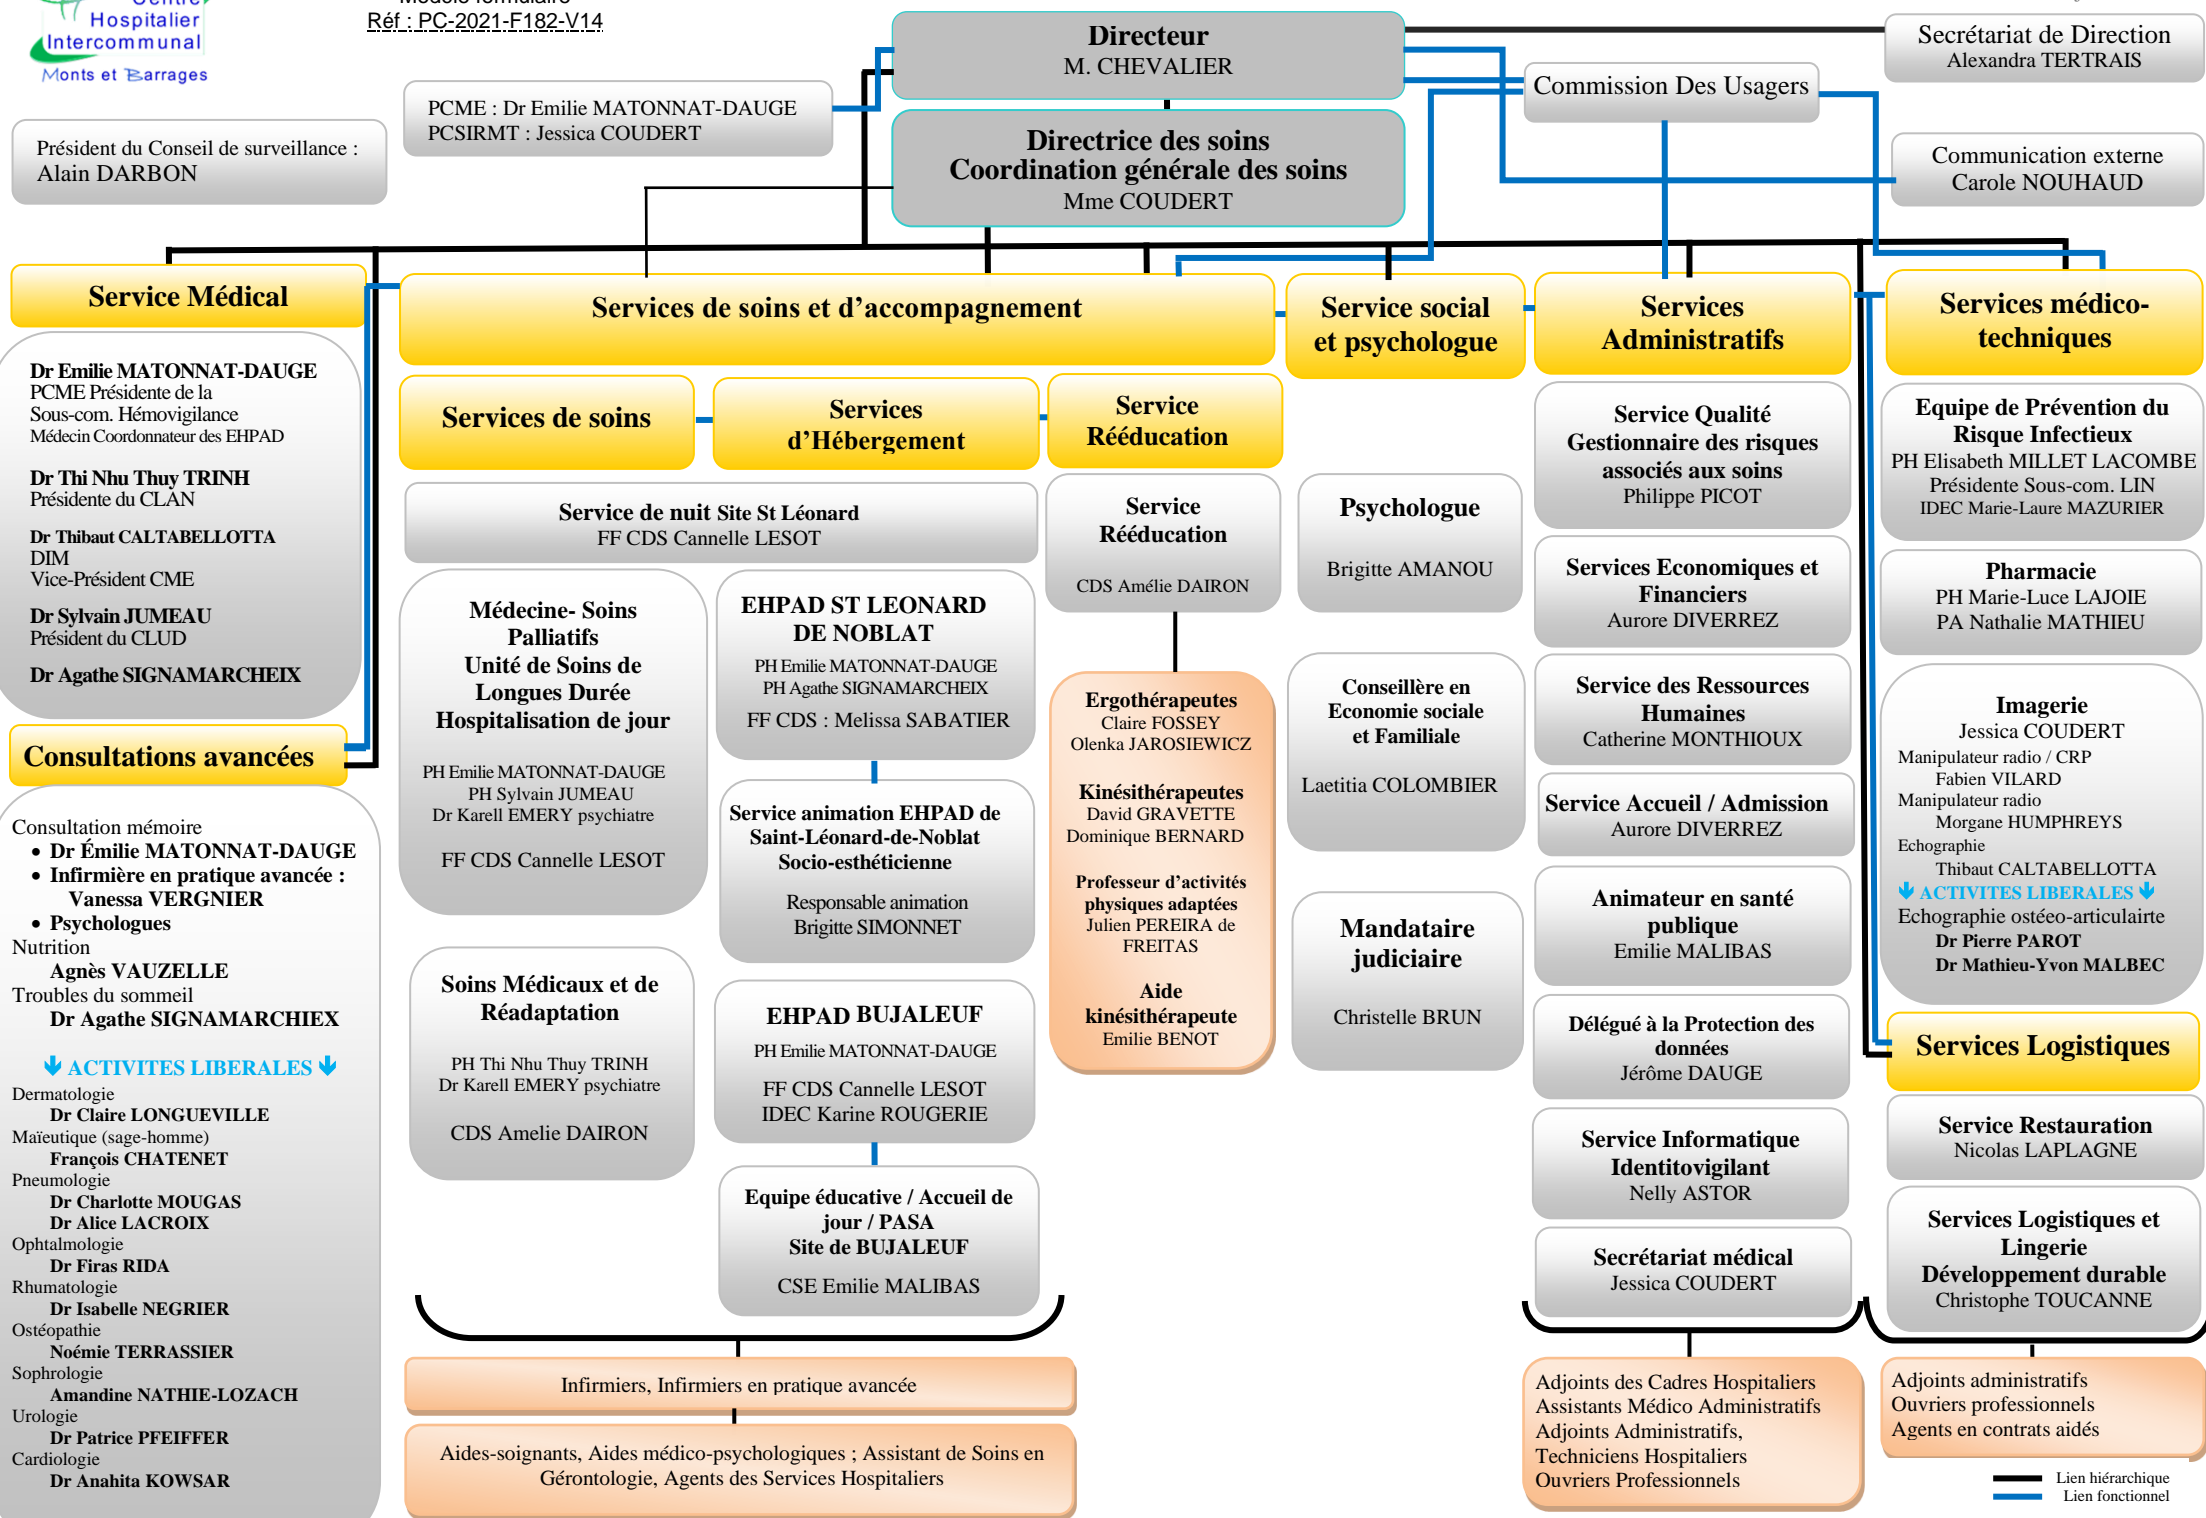 Hospitalier
Intercommunal
Monts et Barrages
Réf : PC-2021-F182-V14
Directeur
M. CHEVALIER
Secrétariat de Direction
Alexandra TERTRAIS
PCME : Dr Emilie MATONNAT-DAUGE
PCSIRMT : Jessica COUDERT
Commission Des Usagers
Président du Conseil de surveillance :
Alain DARBON
Directrice des soins
Coordination générale des soins
Mme COUDERT
Communication externe
Carole NOUHAUD
Service Médical
Dr Emilie MATONNAT-DAUGE
PCME Présidente de la
Sous-com. Hémovigilance
Médecin Coordonnateur des EHPAD
Dr Thi Nhu Thuy TRINH
Présidente du CLAN
Dr Thibaut CALTABELLOTTA
DIM
Vice-Président CME
Dr Sylvain JUMEAU
Président du CLUD
Dr Agathe SIGNAMARCHEIX
Consultations avancées
Consultation mémoire
• Dr Émilie MATONNAT-DAUGE
• Infirmière en pratique avancée :
Vanessa VERGNIER
• Psychologues
Nutrition
Agnès VAUZELLE
Troubles du sommeil
Dr Agathe SIGNAMARCHIEX
ACTIVITES LIBERALES
Dermatologie
Dr Claire LONGUEVILLE
Maïeutique (sage-homme)
François CHATENET
Pneumologie
Dr Charlotte MOUGAS
Dr Alice LACROIX
Ophtalmologie
Dr Firas RIDA
Rhumatologie
Dr Isabelle NEGRIER
Ostéopathie
Noémie TERRASSIER
Sophrologie
Amandine NATHIE-LOZACH
Urologie
Dr Patrice PFEIFFER
Cardiologie
Dr Anahita KOWSAR
Services de soins et d'accompagnement
Services de soins
Services
d'Hébergement
Service
Rééducation
Service de nuit Site St Léonard
FF CDS Cannelle LESOT
Médecine- Soins
Palliatifs
Unité de Soins de
Longues Durée
Hospitalisation de jour
PH Emilie MATONNAT-DAUGE
PH Sylvain JUMEAU
Dr Karell EMERY psychiatre
FF CDS Cannelle LESOT
Soins Médicaux et de
Réadaptation
PH Thi Nhu Thuy TRINH
Dr Karell EMERY psychiatre
CDS Amelie DAIRON
EHPAD ST LEONARD
DE NOBLAT
PH Emilie MATONNAT-DAUGE
PH Agathe SIGNAMARCHEIX
FF CDS : Melissa SABATIER
Service animation EHPAD de
Saint-Léonard-de-Noblat
Socio-esthéticienne
Responsable animation
Brigitte SIMONNET
EHPAD BUJALEUF
PH Emilie MATONNAT-DAUGE
FF CDS Cannelle LESOT
IDEC Karine ROUGERIE
Equipe éducative / Accueil de
jour / PASA
Site de BUJALEUF
CSE Emilie MALIBAS
Infirmiers, Infirmiers en pratique avancée
Aides-soignants, Aides médico-psychologiques ; Assistant de Soins en
Gérontologie, Agents des Services Hospitaliers
Service
Rééducation
CDS Amélie DAIRON
Ergothérapeutes
Claire FOSSEY
Olenka JAROSIEWICZ
Kinésithérapeutes
David GRAVETTE
Dominique BERNARD
Professeur d'activités
physiques adaptées
Julien PEREIRA de
FREITAS
Aide
kinésithérapeute
Emilie BENOT
Service social
et psychologue
Psychologue
Brigitte AMANOU
Conseillère en
Economie sociale
et Familiale
Laetitia COLOMBIER
Mandataire
judiciaire
Christelle BRUN
Services
Administratifs
Service Qualité
Gestionnaire des risques
associés aux soins
Philippe PICOT
Services Economiques et
Financiers
Aurore DIVERREZ
Service des Ressources
Humaines
Catherine MONTHIOUX
Service Accueil / Admission
Aurore DIVERREZ
Animateur en santé
publique
Emilie MALIBAS
Délégué à la Protection des
données
Jérôme DAUGE
Service Informatique
Identitovigilant
Nelly ASTOR
Secrétariat médical
Jessica COUDERT
Adjoints des Cadres Hospitaliers
Assistants Médico Administratifs
Adjoints Administratifs,
Techniciens Hospitaliers
Ouvriers Professionnels
Services médico-
techniques
Equipe de Prévention du
Risque Infectieux
PH Elisabeth MILLET LACOMBE
Présidente Sous-com. LIN
IDEC Marie-Laure MAZURIER
Pharmacie
PH Marie-Luce LAJOIE
PA Nathalie MATHIEU
Imagerie
Jessica COUDERT
Manipulateur radio / CRP
Fabien VILARD
Manipulateur radio
Morgane HUMPHREYS
Echographie
Thibaut CALTABELLOTTA
ACTIVITES LIBERALES
Echographie ostéo-articulairte
Dr Pierre PAROT
Dr Mathieu-Yvon MALBEC
Services Logistiques
Service Restauration
Nicolas LAPLAGNE
Services Logistiques et
Lingerie
Développement durable
Christophe TOUCANNE
Adjoints administratifs
Ouvriers professionnels
Agents en contrats aidés
Lien hiérarchique
Lien fonctionnel